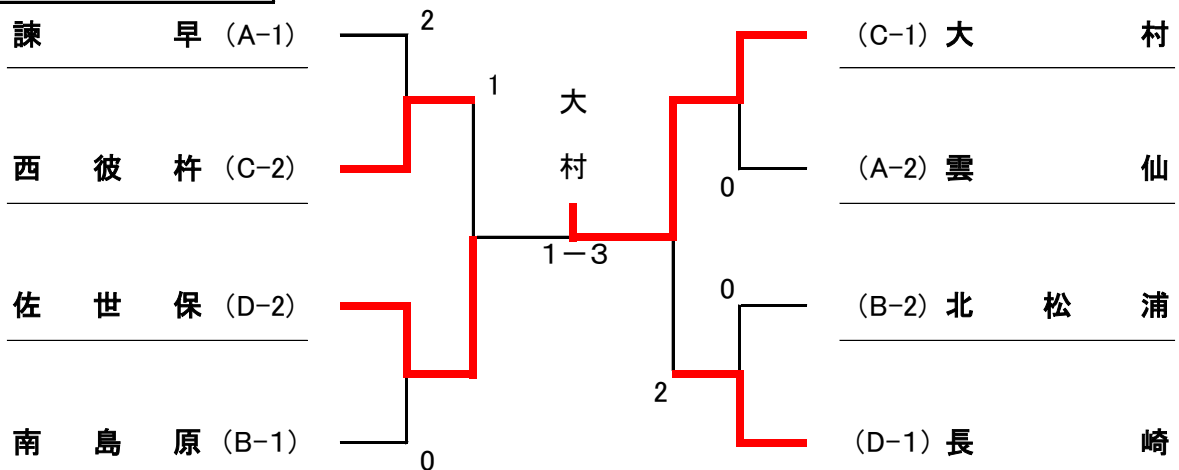 諫早 (A-1) 2 (C-1) 大村
1 大村
西彼杵 (C-2) 0 (A-2) 雲仙
1-3
佐世保 (D-2) 0 (B-2) 北松浦
2
南島原 (B-1) 0 (D-1) 長崎